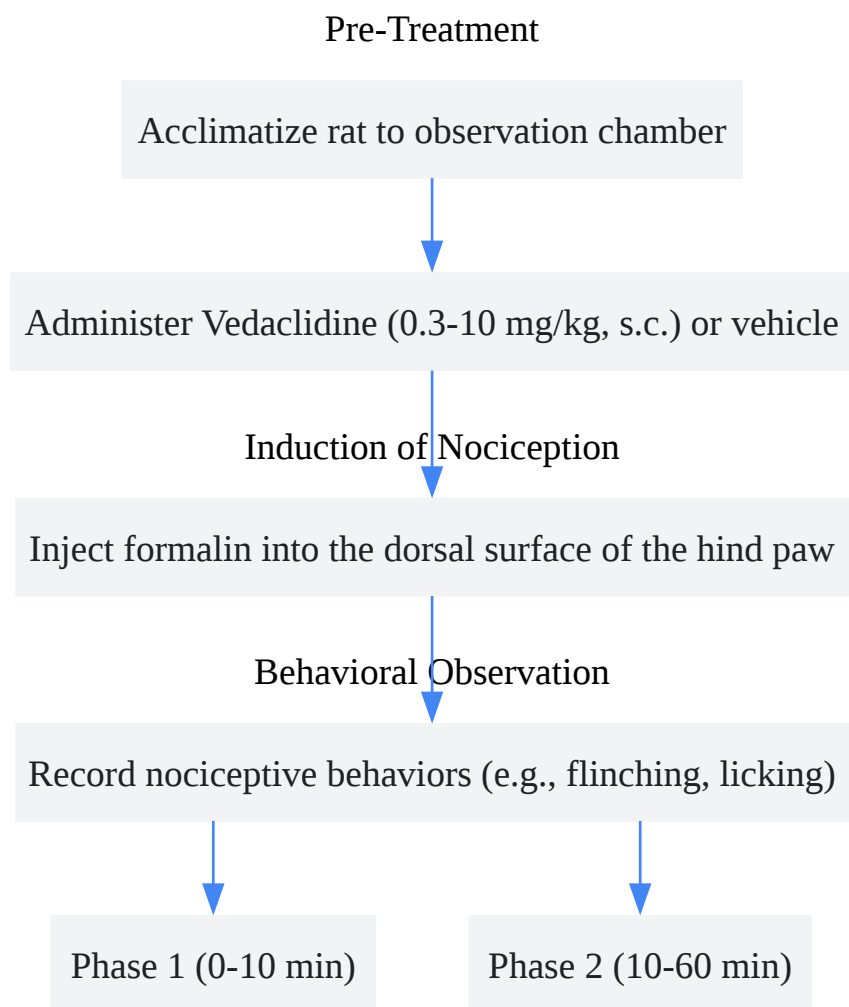 Pre-Treatment
Acclimatize rat to observation chamber
Administer Vedaclidine (0.3-10 mg/kg, s.c.) or vehicle
Induction of Nociception
Inject formalin into the dorsal surface of the hind paw
Behavioral Observation
Record nociceptive behaviors (e.g., flinching, licking)
Phase 1 (0-10 min)
Phase 2 (10-60 min)